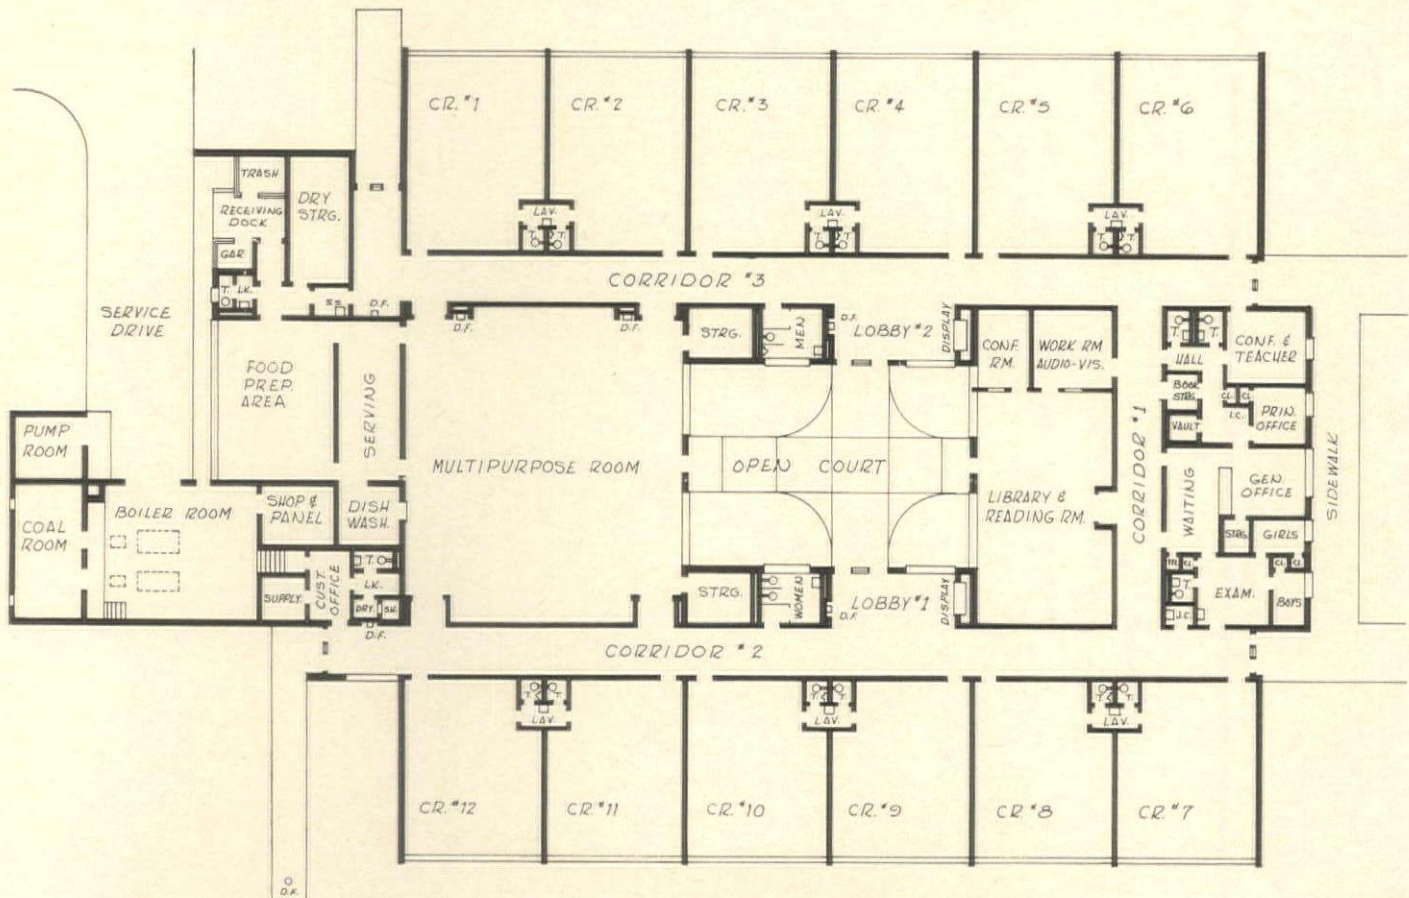 CR. #1
CR. #2
CR. #3
CR. #4
CR. #5
CR. #6
TRASH
RECEIVING
DOCK
GAR.
DRY
STRG.
LAV.
T.
T.
LAV.
T.
T.
LAV.
T.
T.
T.
LK.
S.S.
D.F.
CORRIDOR #3
SERVICE
DRIVE
D.F.
D.F.
STRG.
MEN
D.F.
LOBBY #2
DISPLAY
CONF.
RM.
WORK RM
AUDIO-VIS.
T.
T.
HALL
CONF. &
TEACHER
BOOK
STRG.
CL.
CL.
J.C.
PRIN.
OFFICE
VAULT
FOOD
PREP.
AREA
SERVING
MULTIPURPOSE ROOM
OPEN COURT
CORRIDOR #1
WAITING
GEN.
OFFICE
SIDEWALK
PUMP
ROOM
COAL
ROOM
BOILER ROOM
SHOP &
PANEL
DISH
WASH.
LIBRARY &
READING RM.
STRG.
GIRLS
CUST.
OFFICE
T.
LK.
SUPPLY
DRY.
SH.
D.F.
STRG.
WOMEN
D.F.
LOBBY #1
DISPLAY
M.
CL.
T.
J.C.
EXAM.
CL.
CL.
BOYS
CORRIDOR #2
T.
T.
LAV.
T.
T.
LAV.
T.
T.
LAV.
CR. #12
CR. #11
CR. #10
CR. #9
CR. #8
CR. #7
D.F.